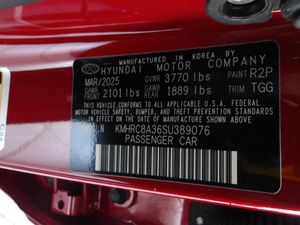 MANUFACTURED IN KOREA BY
HYUNDAI MOTOR COMPANY
MAR/2025 GVWR 3770 lbs PAINT R2P
GAWR FRT 2101 lbs GAWR RR 1889 lbs TRIM TGG
THIS VEHICLE CONFORMS TO ALL APPLICABLE U.S. FEDERAL
MOTOR VEHICLE SAFETY, BUMPER, AND THEFT PREVENTION
STANDARDS IN EFFECT ON THE DATE OF MANUFACTURE SHOWN ABOVE.
KMHRC8A36SU389076
PASSENGER CAR